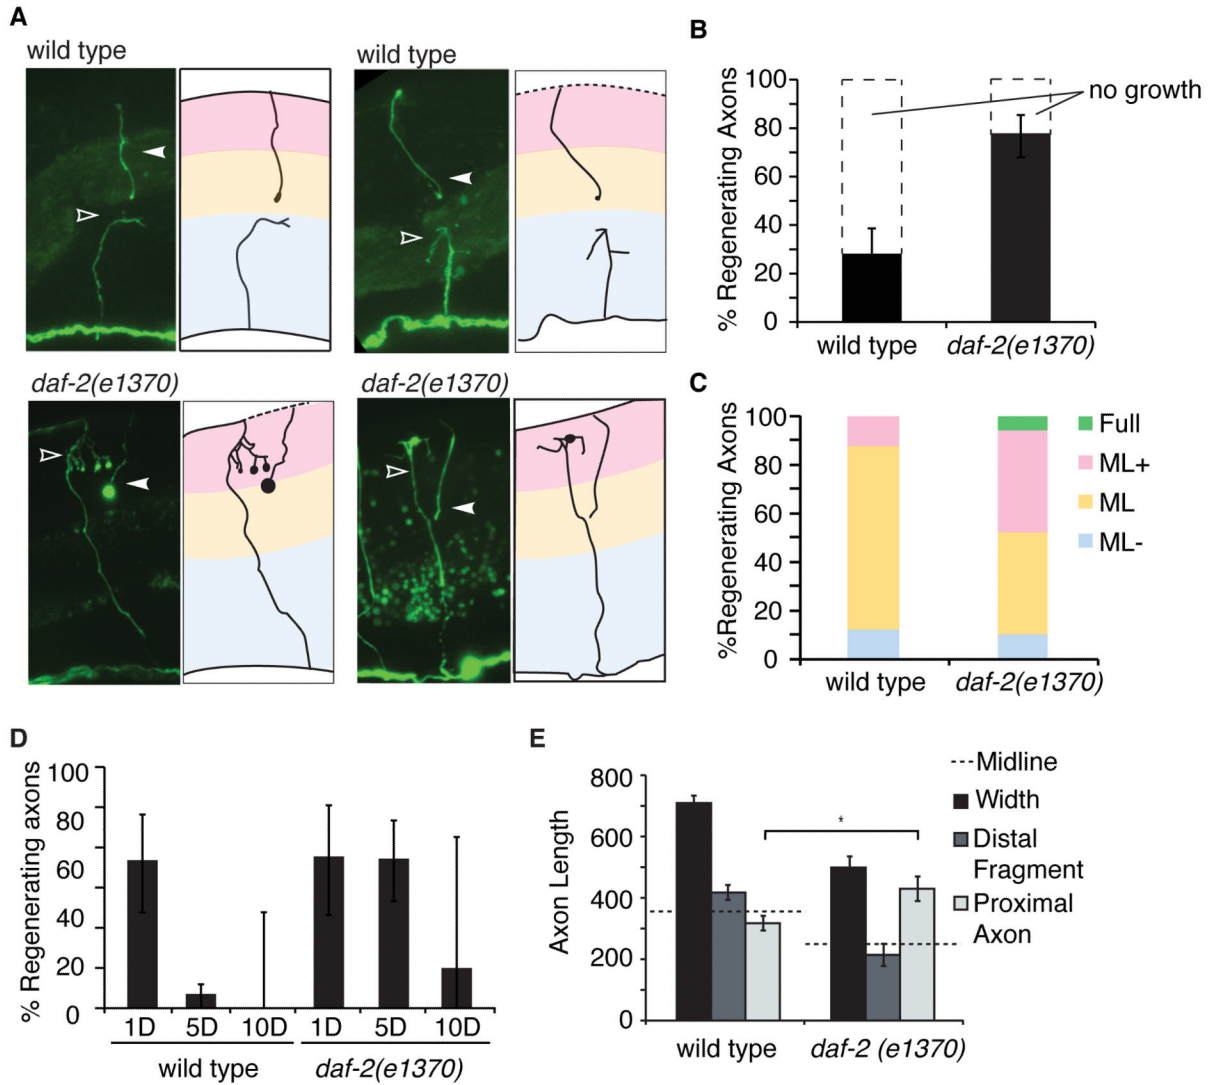 A
wild type
wild type
daf-2(e1370)
daf-2(e1370)
B
% Regenerating Axons
100
80
60
40
20
0
no growth
wild type
daf-2(e1370)
C
%Regenerating Axons
100
80
60
40
20
0
Full
ML+
ML
ML-
wild type
daf-2(e1370)
D
% Regenerating axons
100
80
60
40
20
0
1D
5D
10D
1D
5D
10D
wild type
daf-2(e1370)
E
Axon Length
800
600
400
200
0
*
Midline
Width
Distal
Fragment
Proximal
Axon
wild type
daf-2 (e1370)